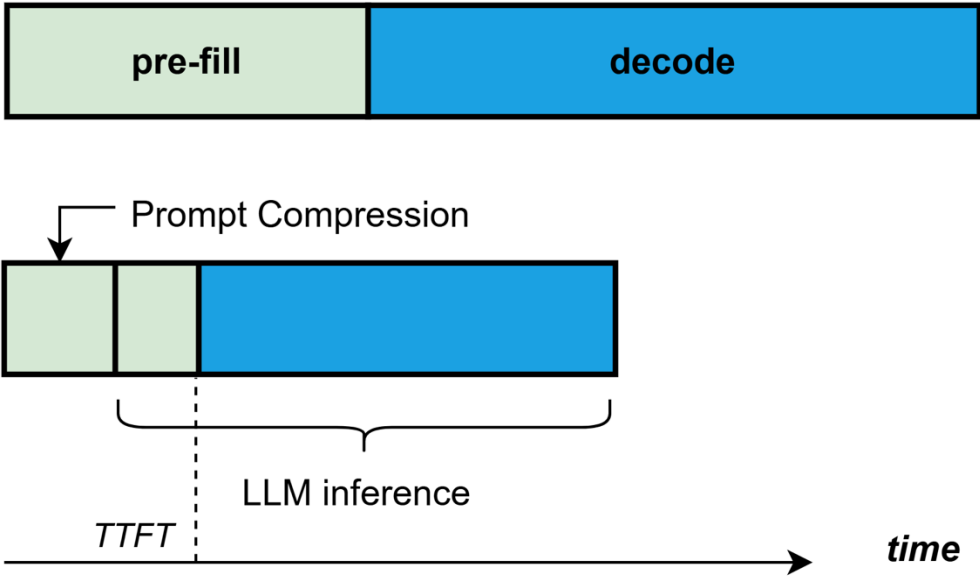 pre-fill
decode
Prompt Compression
LLM inference
TTFT
time